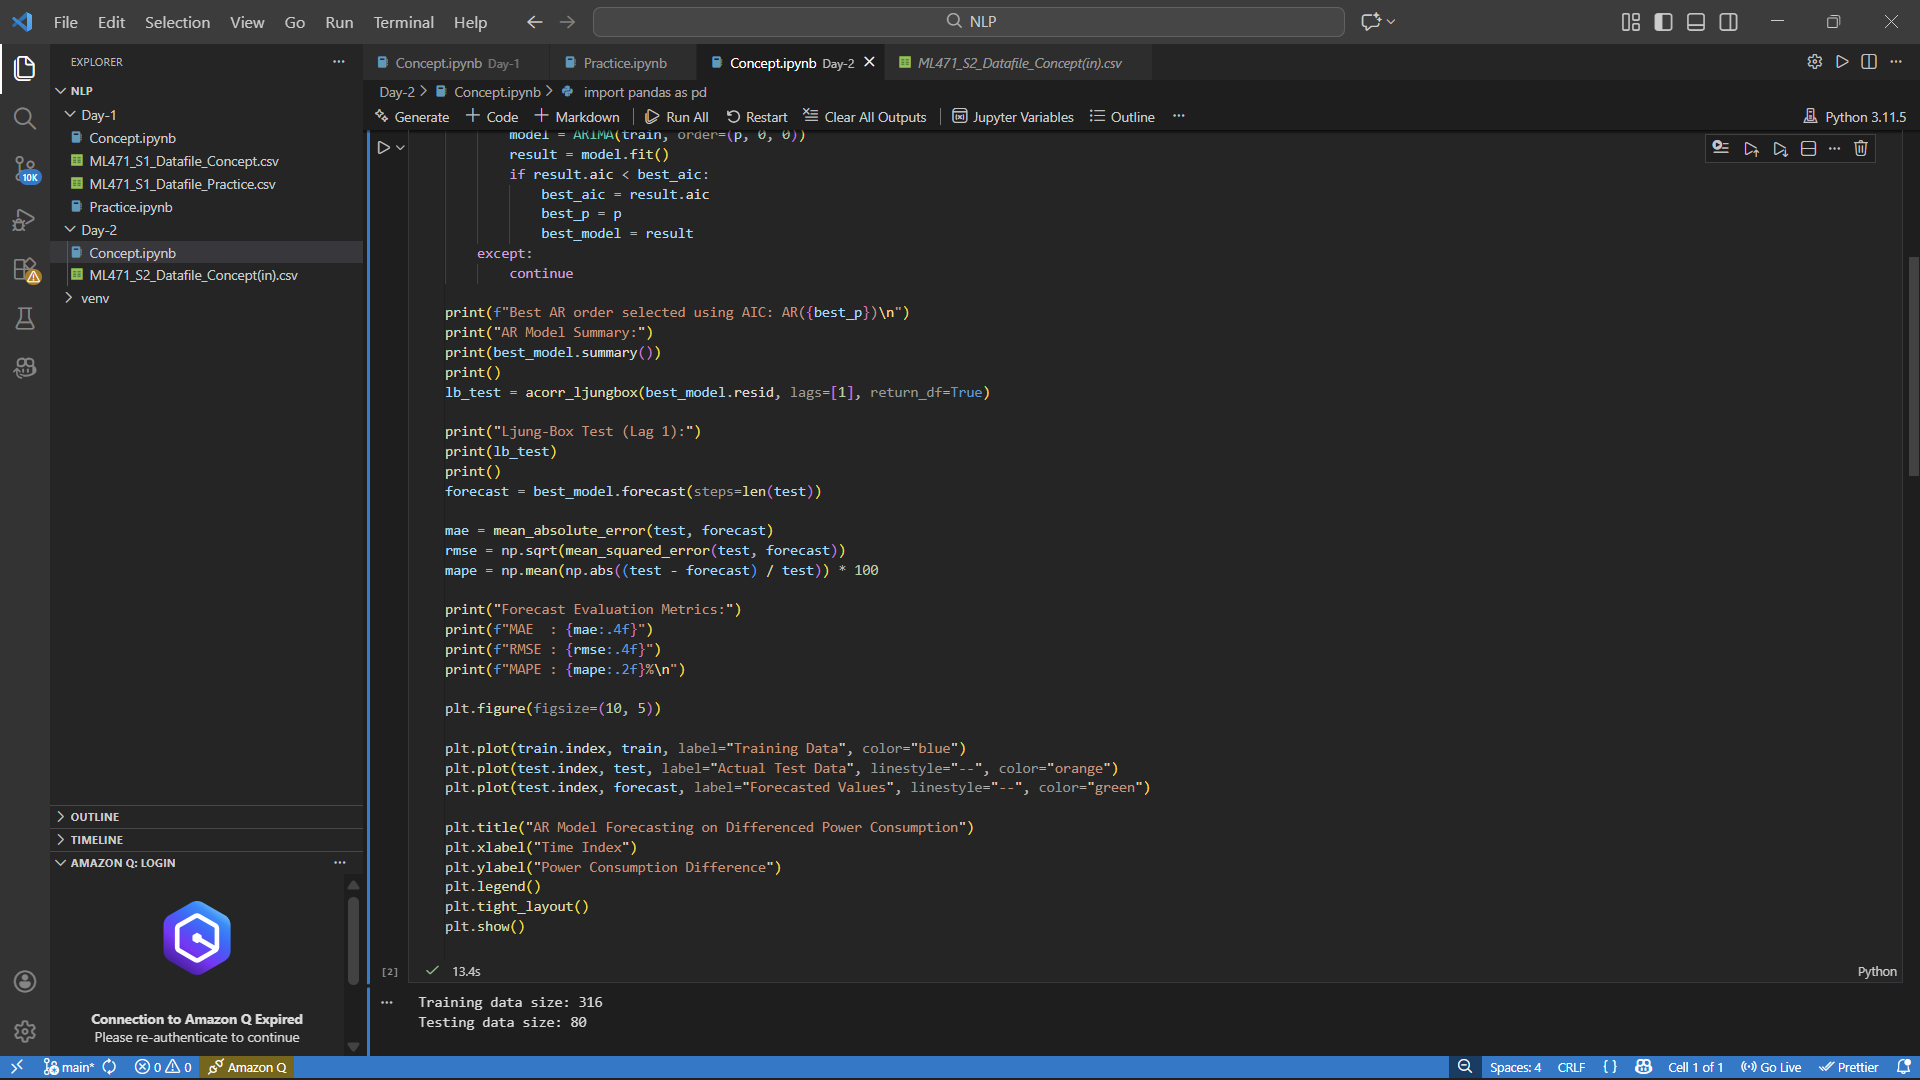 File Edit Selection View Go Run Terminal Help
NLP
EXPLORER
Concept.ipynb Day-1
Practice.ipynb
Concept.ipynb Day-2
ML471_S2_Datafile_Concept(in).csv
NLP
Day-1
Concept.ipynb
ML471_S1_Datafile_Concept.csv
ML471_S1_Datafile_Practice.csv
Practice.ipynb
Day-2
Concept.ipynb
ML471_S2_Datafile_Concept(in).csv
venv
10K
OUTLINE
TIMELINE
AMAZON Q: LOGIN
Connection to Amazon Q Expired
Please re-authenticate to continue
Day-2 > Concept.ipynb > import pandas as pd
Generate + Code + Markdown Run All Restart Clear All Outputs Jupyter Variables Outline ...
Python 3.11.5
model = ARIMA(train, order=(p, 0, 0))
result = model.fit()
if result.aic < best_aic:
best_aic = result.aic
best_p = p
best_model = result
except:
continue
print(f"Best AR order selected using AIC: AR({best_p})\n")
print("AR Model Summary:")
print(best_model.summary())
print()
lb_test = acorr_ljungbox(best_model.resid, lags=[1], return_df=True)
print("Ljung-Box Test (Lag 1):")
print(lb_test)
print()
forecast = best_model.forecast(steps=len(test))
mae = mean_absolute_error(test, forecast)
rmse = np.sqrt(mean_squared_error(test, forecast))
mape = np.mean(np.abs((test - forecast) / test)) * 100
print("Forecast Evaluation Metrics:")
print(f"MAE  : {mae:.4f}")
print(f"RMSE : {rmse:.4f}")
print(f"MAPE : {mape:.2f}%\n")
plt.figure(figsize=(10, 5))
plt.plot(train.index, train, label="Training Data", color="blue")
plt.plot(test.index, test, label="Actual Test Data", linestyle="--", color="orange")
plt.plot(test.index, forecast, label="Forecasted Values", linestyle="--", color="green")
plt.title("AR Model Forecasting on Differenced Power Consumption")
plt.xlabel("Time Index")
plt.ylabel("Power Consumption Difference")
plt.legend()
plt.tight_layout()
plt.show()
[2] 13.4s
Python
Training data size: 316
Testing data size: 80
main* 0 0 Amazon Q
Spaces: 4 CRLF { } Cell 1 of 1 Go Live Prettier